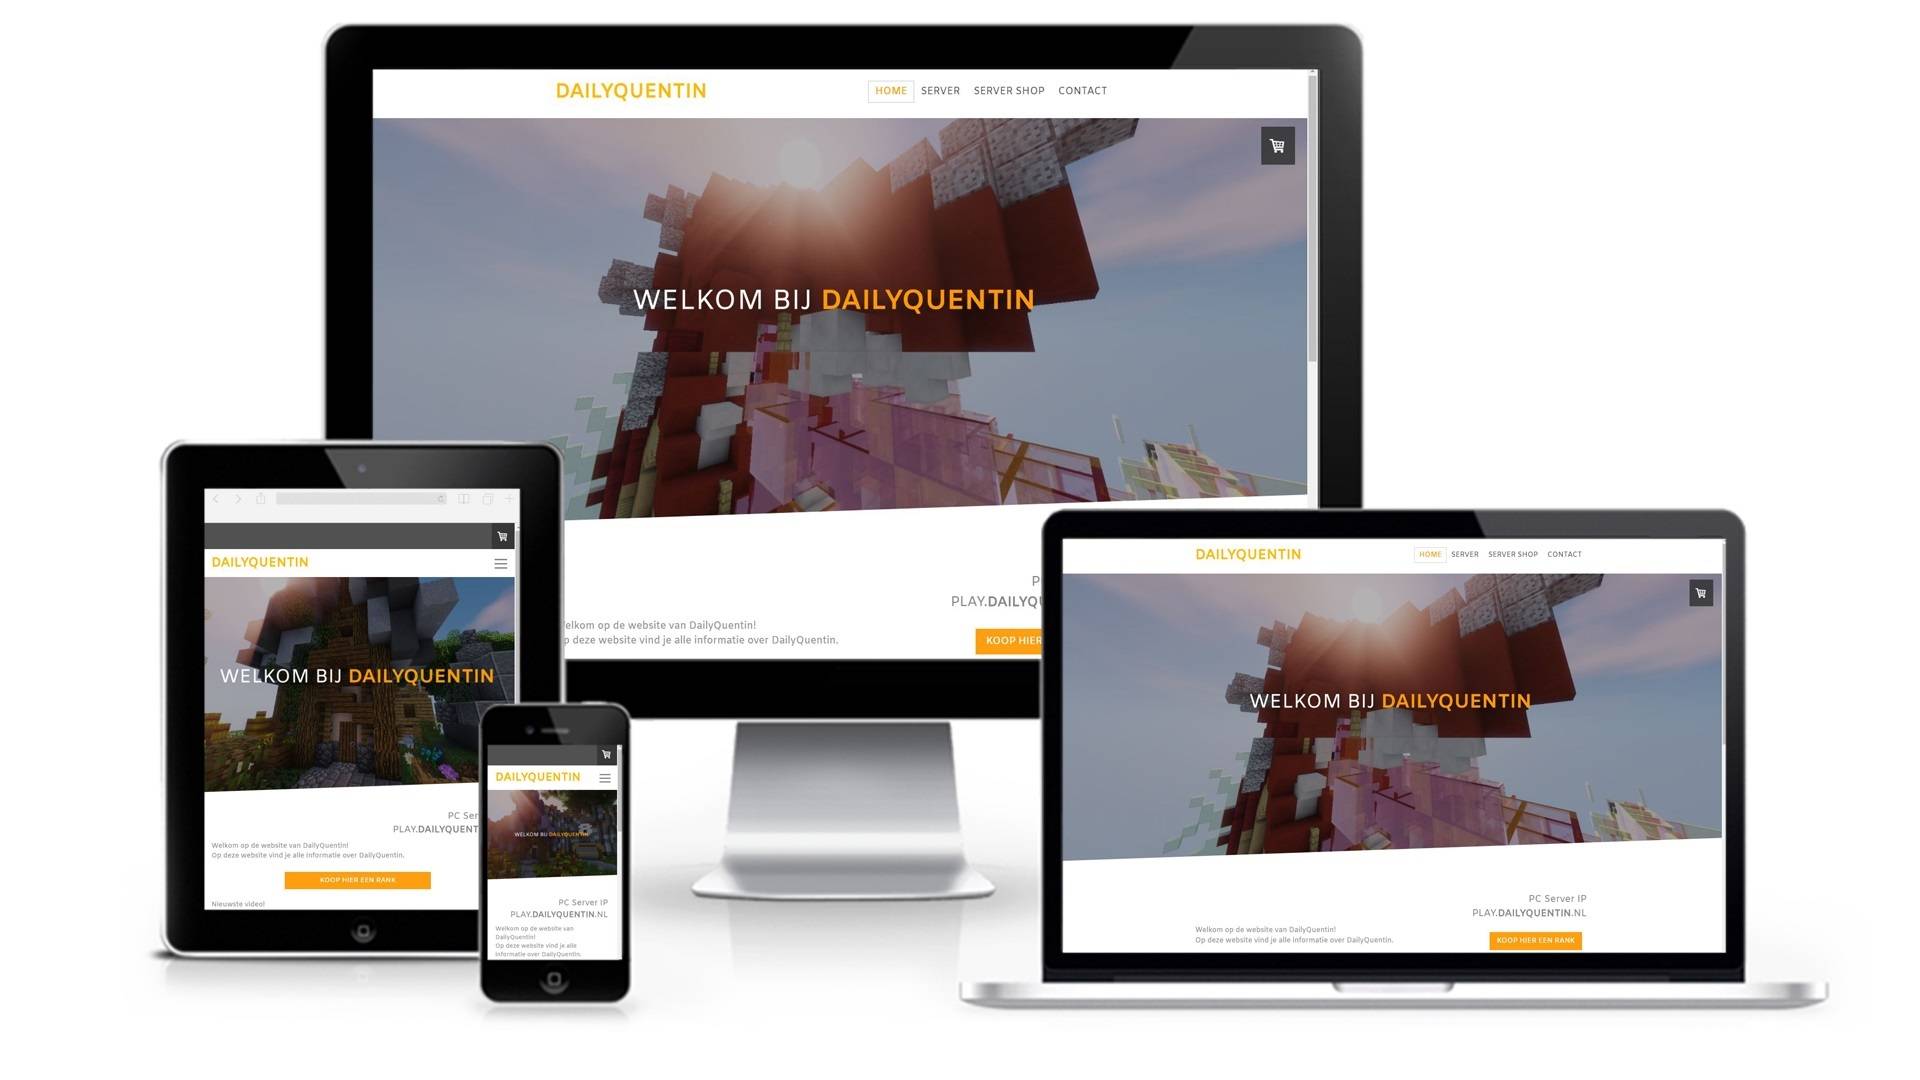 DAILYQUENTIN
HOME SERVER SERVER SHOP CONTACT
WELKOM BIJ DAILYQUENTIN
P
PLAY.DAILYQ
elkom op de website van DailyQuentin!
p deze website vind je alle informatie over DailyQuentin.
KOOP HIER
DAILYQUENTIN
WELKOM BIJ DAILYQUENTIN
PC Ser
PLAY.DAILYQUENT
Welkom op de website van DailyQuentin!
Op deze website vind je alle informatie over DailyQuentin.
KOOP HIER EEN RANK
Nieuwste video!
DAILYQUENTIN
WELKOM BIJ DAILYQUENTIN
PC Server IP
PLAY.DAILYQUENTIN.NL
Welkom op de website van
DailyQuentin!
Op deze website vind je alle
informatie over DailyQuentin.
DAILYQUENTIN
HOME SERVER SERVER SHOP CONTACT
WELKOM BIJ DAILYQUENTIN
PC Server IP
PLAY.DAILYQUENTIN.NL
Welkom op de website van DailyQuentin!
Op deze website vind je alle informatie over DailyQuentin.
KOOP HIER EEN RANK